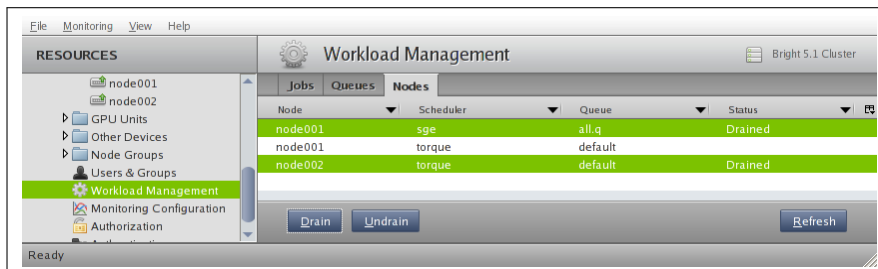 File Monitoring View Help
RESOURCES
Workload Management
Bright 5.1 Cluster
node001
node002
GPU Units
Other Devices
Node Groups
Users & Groups
Workload Management
Monitoring Configuration
Authorization
Jobs Queues Nodes
Node Scheduler Queue Status
node001 sge all.q Drained
node001 torque default
node002 torque default Drained
Drain Undrain Refresh
Ready